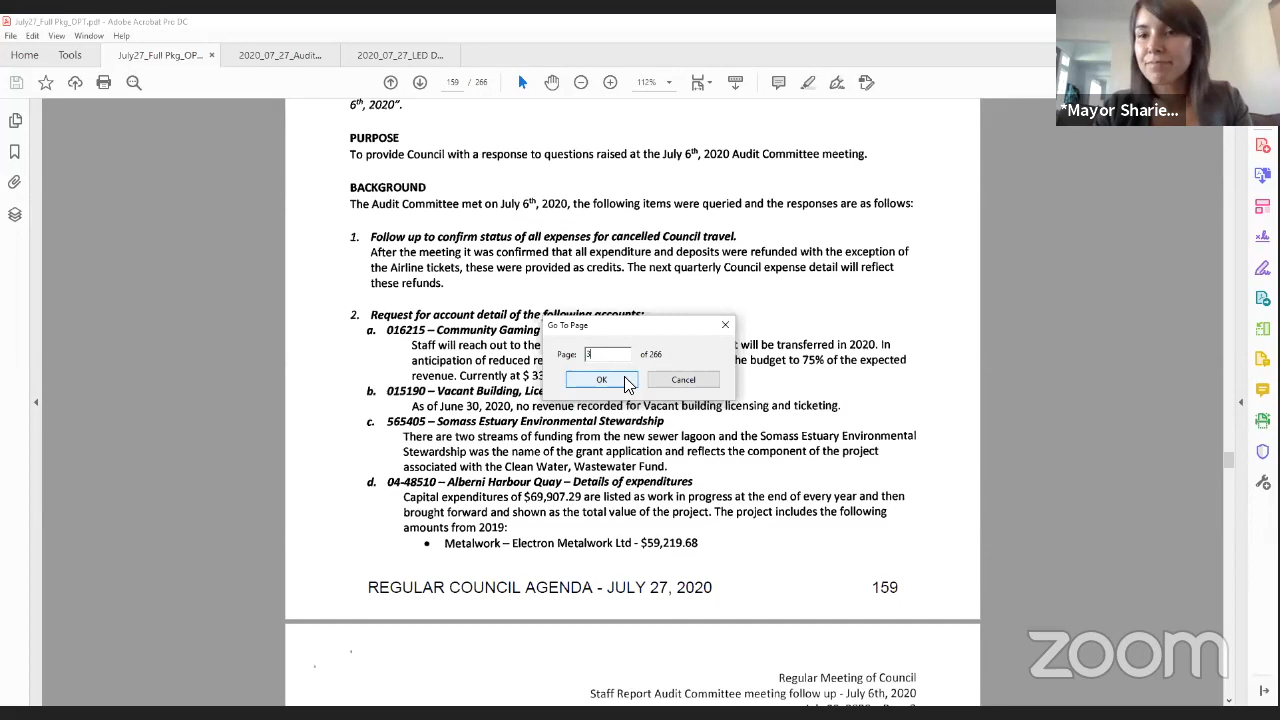 July27_Full Pkg_OPT.pdf - Adobe Acrobat Pro DC
File Edit View Window Help
Home Tools July27_Full Pkg_OP... × 2020_07_27_Audit... 2020_07_27_LED D...
159 / 266 112%
*Mayor Sharie...
6th, 2020".
PURPOSE
To provide Council with a response to questions raised at the July 6th, 2020 Audit Committee meeting.
BACKGROUND
The Audit Committee met on July 6th, 2020, the following items were queried and the responses are as follows:
1. Follow up to confirm status of all expenses for cancelled Council travel.
After the meeting it was confirmed that all expenditure and deposits were refunded with the exception of
the Airline tickets, these were provided as credits. The next quarterly Council expense detail will reflect
these refunds.
2. Request for account detail of the following accounts:
a. 016215 – Community Gaming
Staff will reach out to the will be transferred in 2020. In
anticipation of reduced re he budget to 75% of the expected
revenue. Currently at $ 33
b. 015190 – Vacant Building, Lice
As of June 30, 2020, no revenue recorded for Vacant building licensing and ticketing.
c. 565405 – Somass Estuary Environmental Stewardship
There are two streams of funding from the new sewer lagoon and the Somass Estuary Environmental
Stewardship was the name of the grant application and reflects the component of the project
associated with the Clean Water, Wastewater Fund.
d. 04-48510 – Alberni Harbour Quay – Details of expenditures
Capital expenditures of $69,907.29 are listed as work in progress at the end of every year and then
brought forward and shown as the total value of the project. The project includes the following
amounts from 2019:
• Metalwork – Electron Metalwork Ltd - $59,219.68
REGULAR COUNCIL AGENDA - JULY 27, 2020 159
Go To Page
Page: 3 of 266
OK Cancel
Regular Meeting of Council
Staff Report Audit Committee meeting follow up - July 6th, 2020
zoom